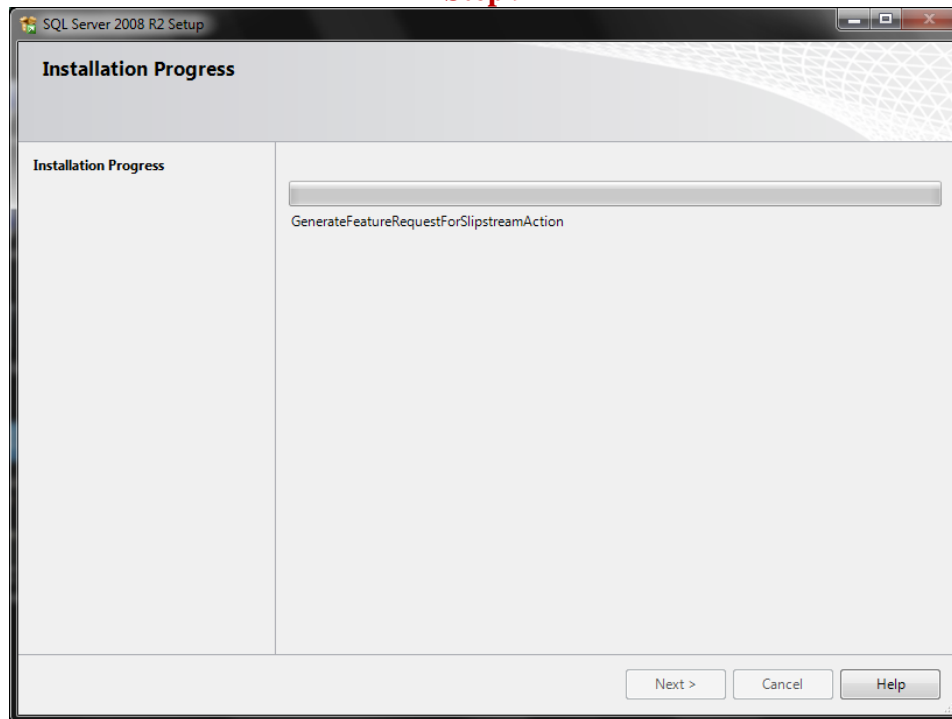 SQL Server 2008 R2 Setup
Installation Progress
Installation Progress
GenerateFeatureRequestForSlipstreamAction
Next >
Cancel
Help